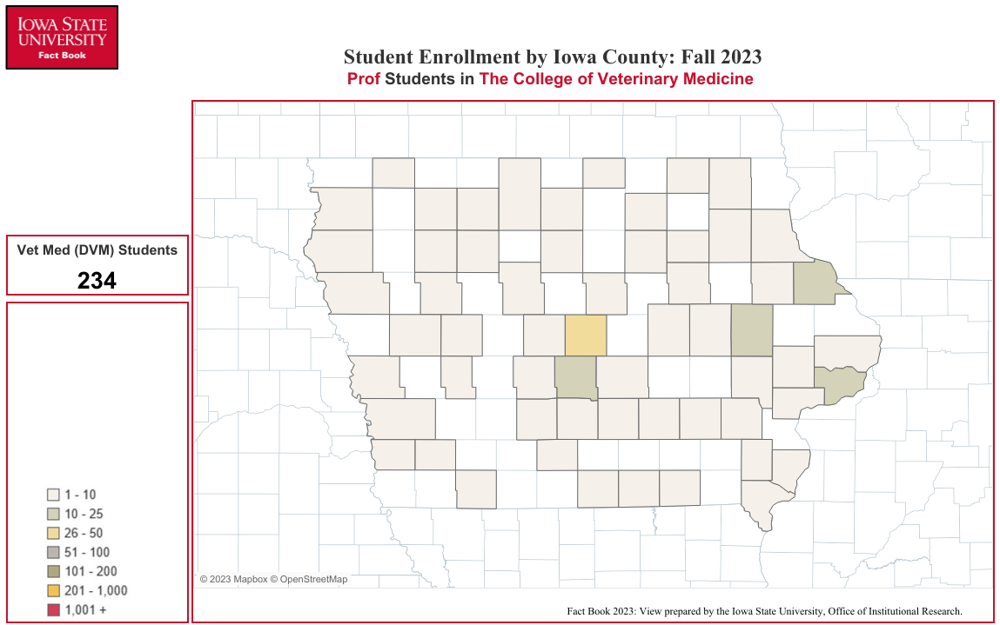 IOWA STATE
UNIVERSITY
Fact Book
Student Enrollment by Iowa County: Fall 2023
Prof Students in The College of Veterinary Medicine
Vet Med (DVM) Students
234
1 - 10
10 - 25
26 - 50
51 - 100
101 - 200
201 - 1,000
1,001 +
© 2023 Mapbox © OpenStreetMap
Fact Book 2023: View prepared by the Iowa State University, Office of Institutional Research.